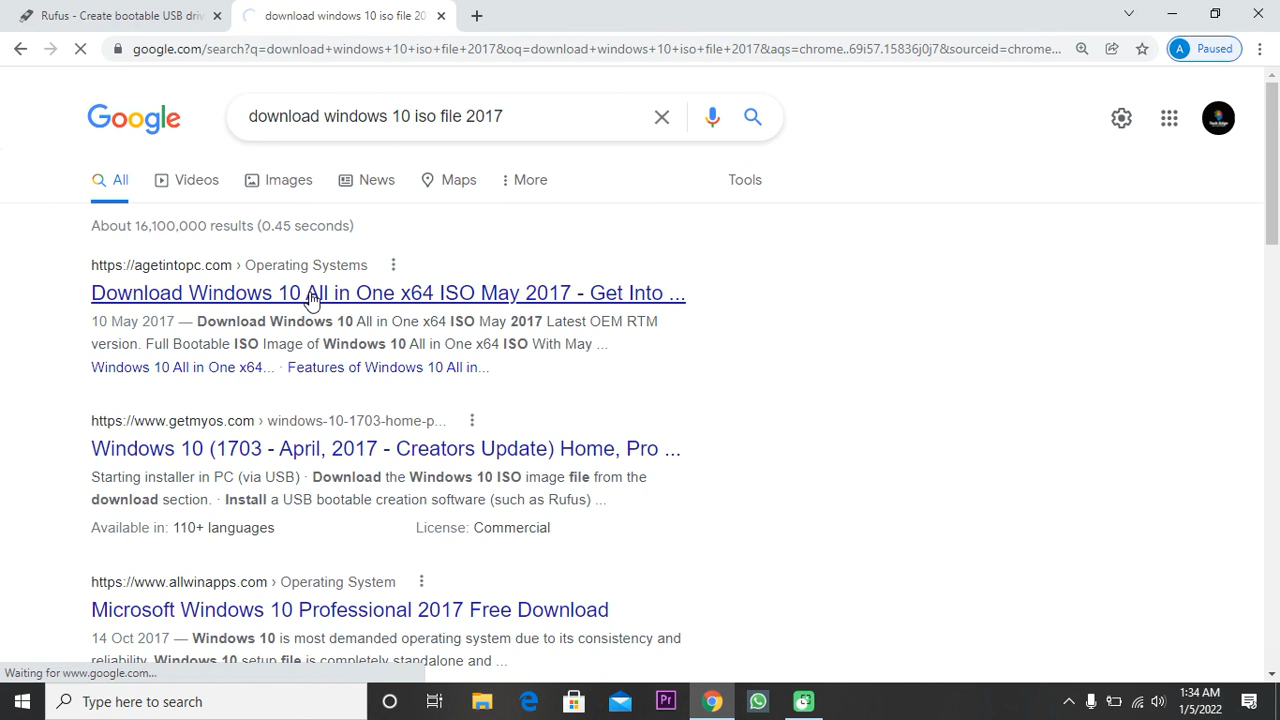 Rufus - Create bootable USB driv
download windows 10 iso file 20
google.com/search?q=download+windows+10+iso+file+2017&oq=download+windows+10+iso+file+2017&aqs=chrome..69i57.15836j0j7&sourceid=chrome...
A Paused
Google
download windows 10 iso file 2017
All Videos Images News Maps More Tools
About 16,100,000 results (0.45 seconds)
https://agetintopc.com › Operating Systems
Download Windows 10 All in One x64 ISO May 2017 - Get Into ...
10 May 2017 — Download Windows 10 All in One x64 ISO May 2017 Latest OEM RTM
version. Full Bootable ISO Image of Windows 10 All in One x64 ISO With May ...
Windows 10 All in One x64... · Features of Windows 10 All in...
https://www.getmyos.com › windows-10-1703-home-p...
Windows 10 (1703 - April, 2017 - Creators Update) Home, Pro ...
Starting installer in PC (via USB) · Download the Windows 10 ISO image file from the
download section. · Install a USB bootable creation software (such as Rufus) ...
Available in: 110+ languages License: Commercial
https://www.allwinapps.com › Operating System
Microsoft Windows 10 Professional 2017 Free Download
14 Oct 2017 — Windows 10 is most demanded operating system due to its consistency and
reliability. Windows 10 setup file is completely standalone and ...
Waiting for www.google.com...
Type here to search
Pr
1:34 AM
1/5/2022